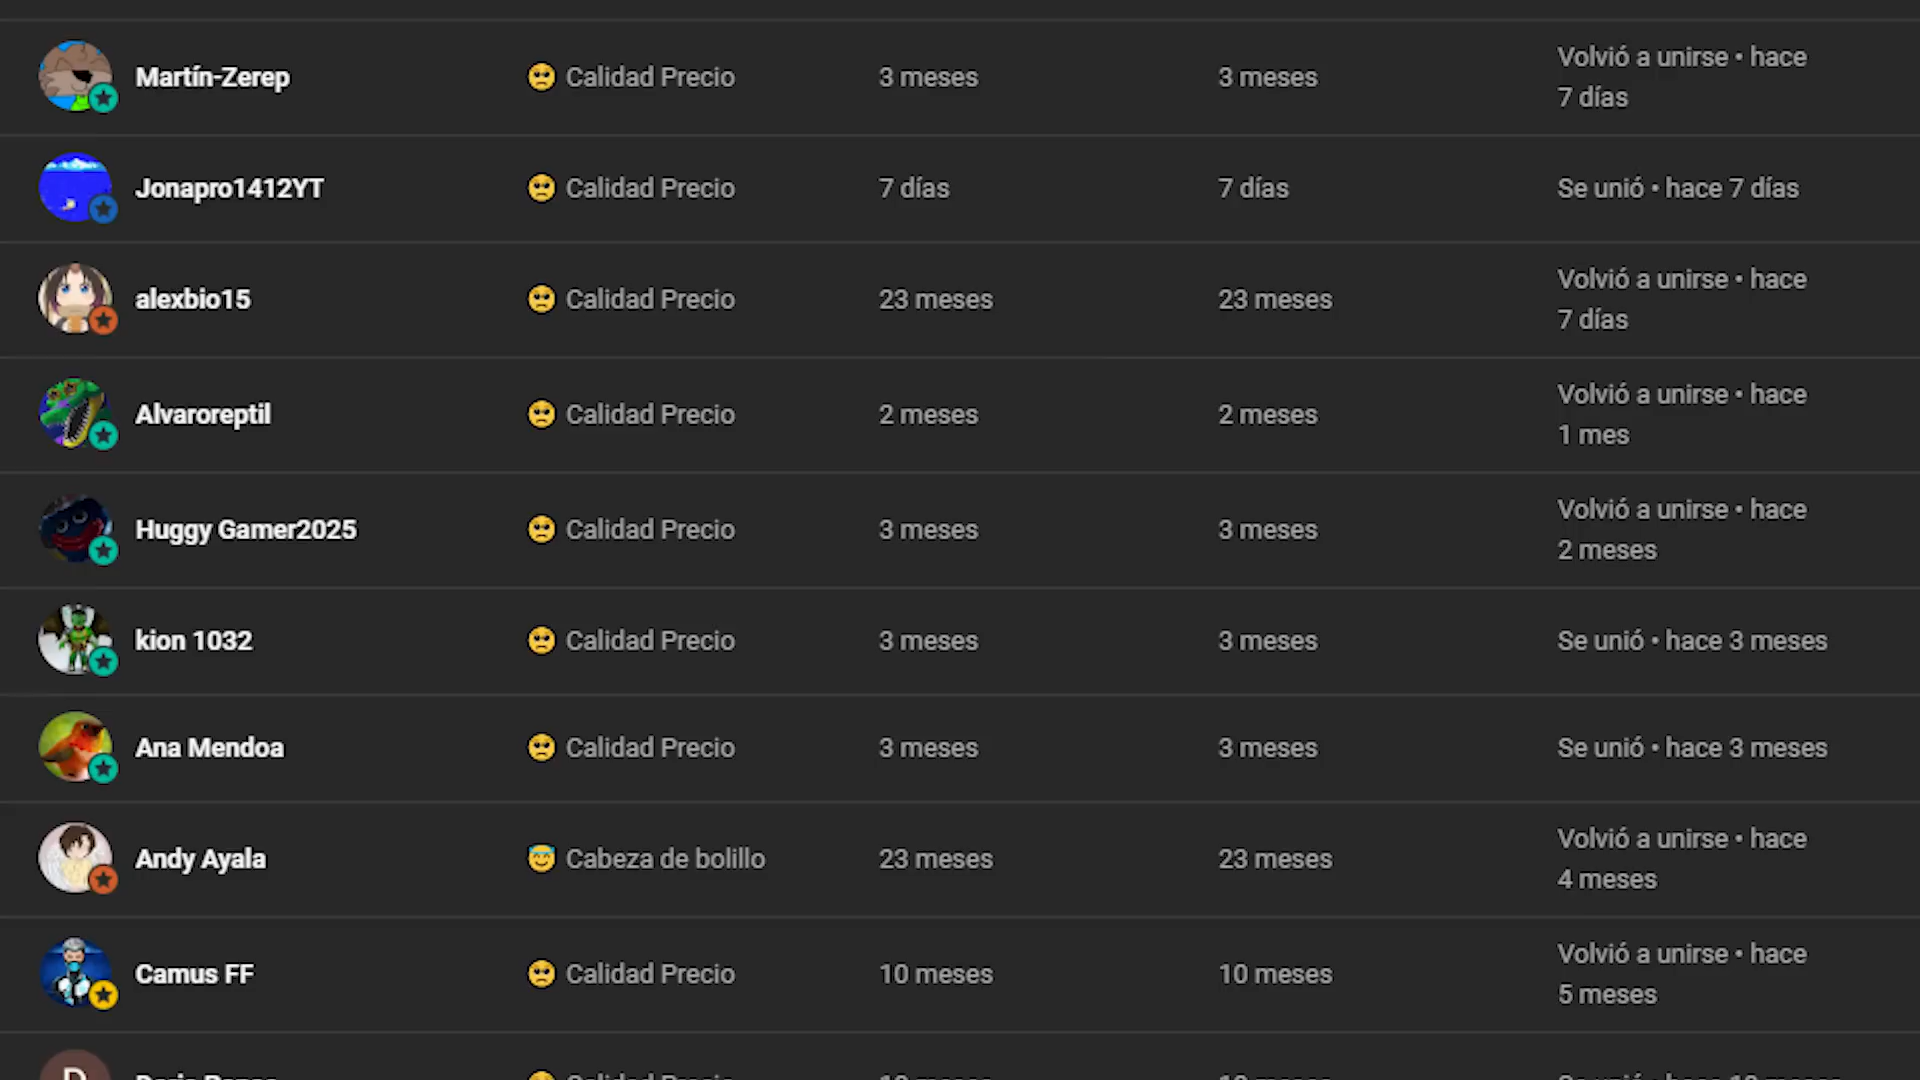 Martín-Zerep 🥺 Calidad Precio 3 meses 3 meses Volvió a unirse • hace
7 días
Jonapro1412YT 🥺 Calidad Precio 7 días 7 días Se unió • hace 7 días
alexbio15 🥺 Calidad Precio 23 meses 23 meses Volvió a unirse • hace
7 días
Alvaroreptil 🥺 Calidad Precio 2 meses 2 meses Volvió a unirse • hace
1 mes
Huggy Gamer2025 🥺 Calidad Precio 3 meses 3 meses Volvió a unirse • hace
2 meses
kion 1032 🥺 Calidad Precio 3 meses 3 meses Se unió • hace 3 meses
Ana Mendoa 🥺 Calidad Precio 3 meses 3 meses Se unió • hace 3 meses
Andy Ayala 😇 Cabeza de bolillo 23 meses 23 meses Volvió a unirse • hace
4 meses
Camus FF 🥺 Calidad Precio 10 meses 10 meses Volvió a unirse • hace
5 meses